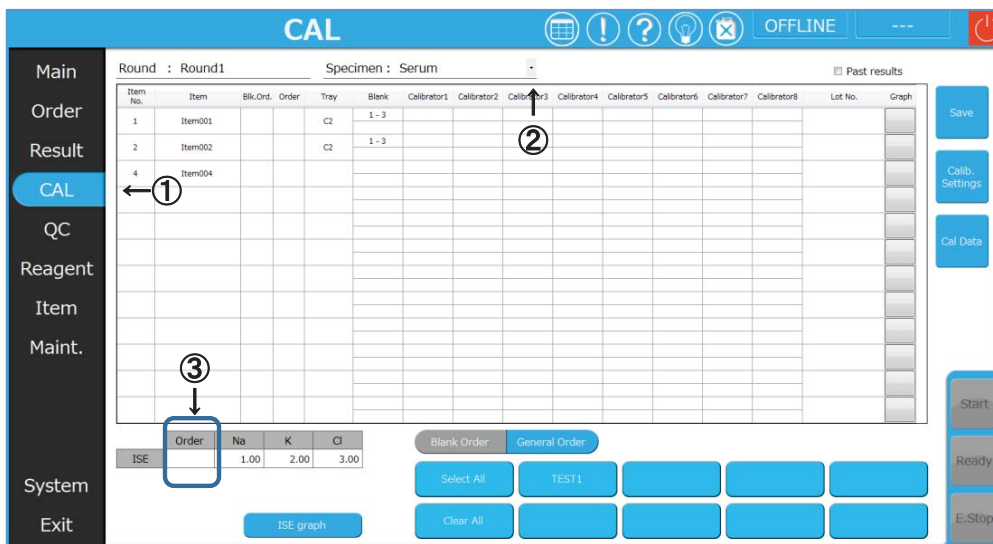 CAL
OFFLINE
---
Main
Order
Result
CAL
QC
Reagent
Item
Maint.
System
Exit
Round : Round1 Specimen : Serum
Past results
Item No. Item Blk.Ord. Order Tray Blank Calibrator1 Calibrator2 Calibrator3 Calibrator4 Calibrator5 Calibrator6 Calibrator7 Calibrator8 Lot No. Graph
1 Item001 C2 1 - 3
2 Item002 C2 1 - 3
4 Item004
①
②
③
Order Na K Cl
ISE 1.00 2.00 3.00
ISE graph
Blank Order General Order
Select All TEST1
Clear All
Save
Calib.
Settings
Cal Data
Start
Ready
E.Stop